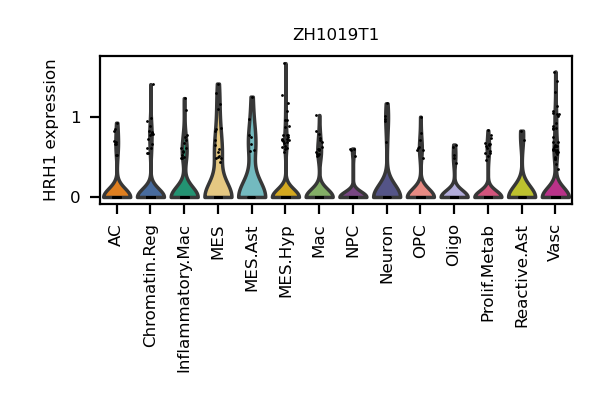 ZH1019T1
HRH1 expression
1
0
AC
Chromatin.Reg
Inflammatory.Mac
MES
MES.Ast
MES.Hyp
Mac
NPC
Neuron
OPC
Oligo
Prolif.Metab
Reactive.Ast
Vasc